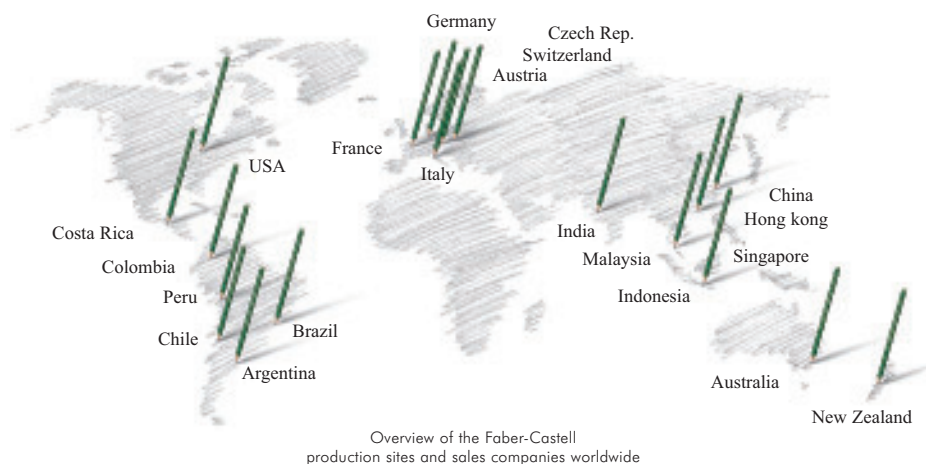 Germany
Czech Rep.
Switzerland
Austria
France
Italy
USA
Costa Rica
Colombia
Peru
Chile
Brazil
Argentina
India
China
Hong kong
Malaysia
Singapore
Indonesia
Australia
New Zealand
Overview of the Faber-Castell
production sites and sales companies worldwide